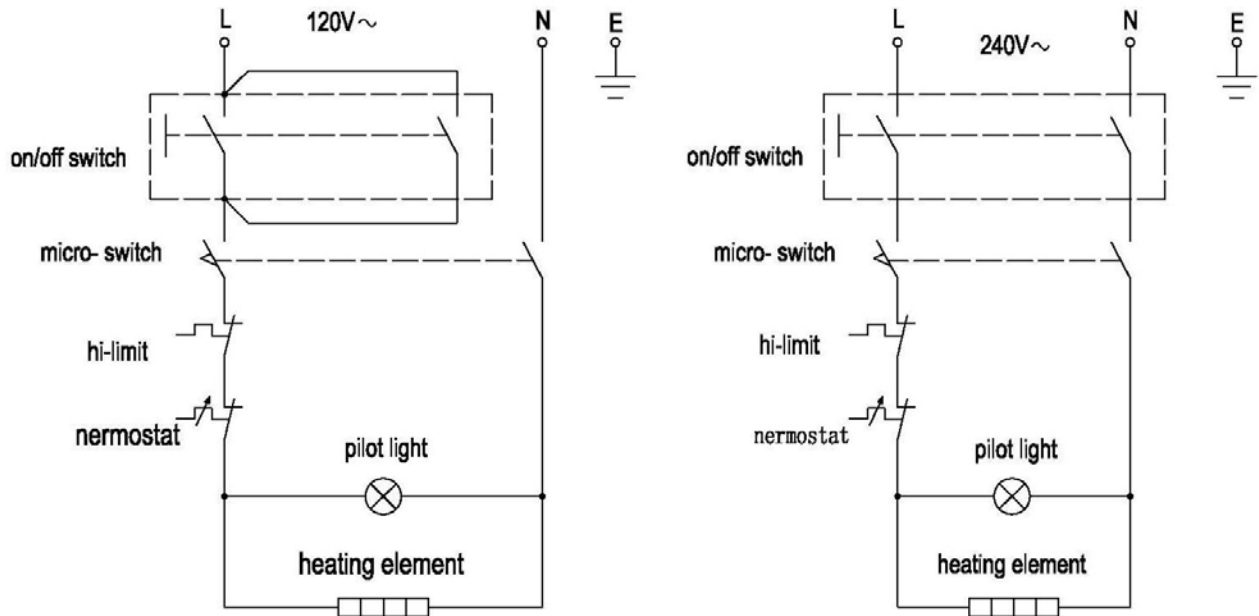 L 120V~ N E
on/off switch
micro- switch
hi-limit
nermostat
pilot light
heating element
L 240V~ N E
on/off switch
micro- switch
hi-limit
nermostat
pilot light
heating element